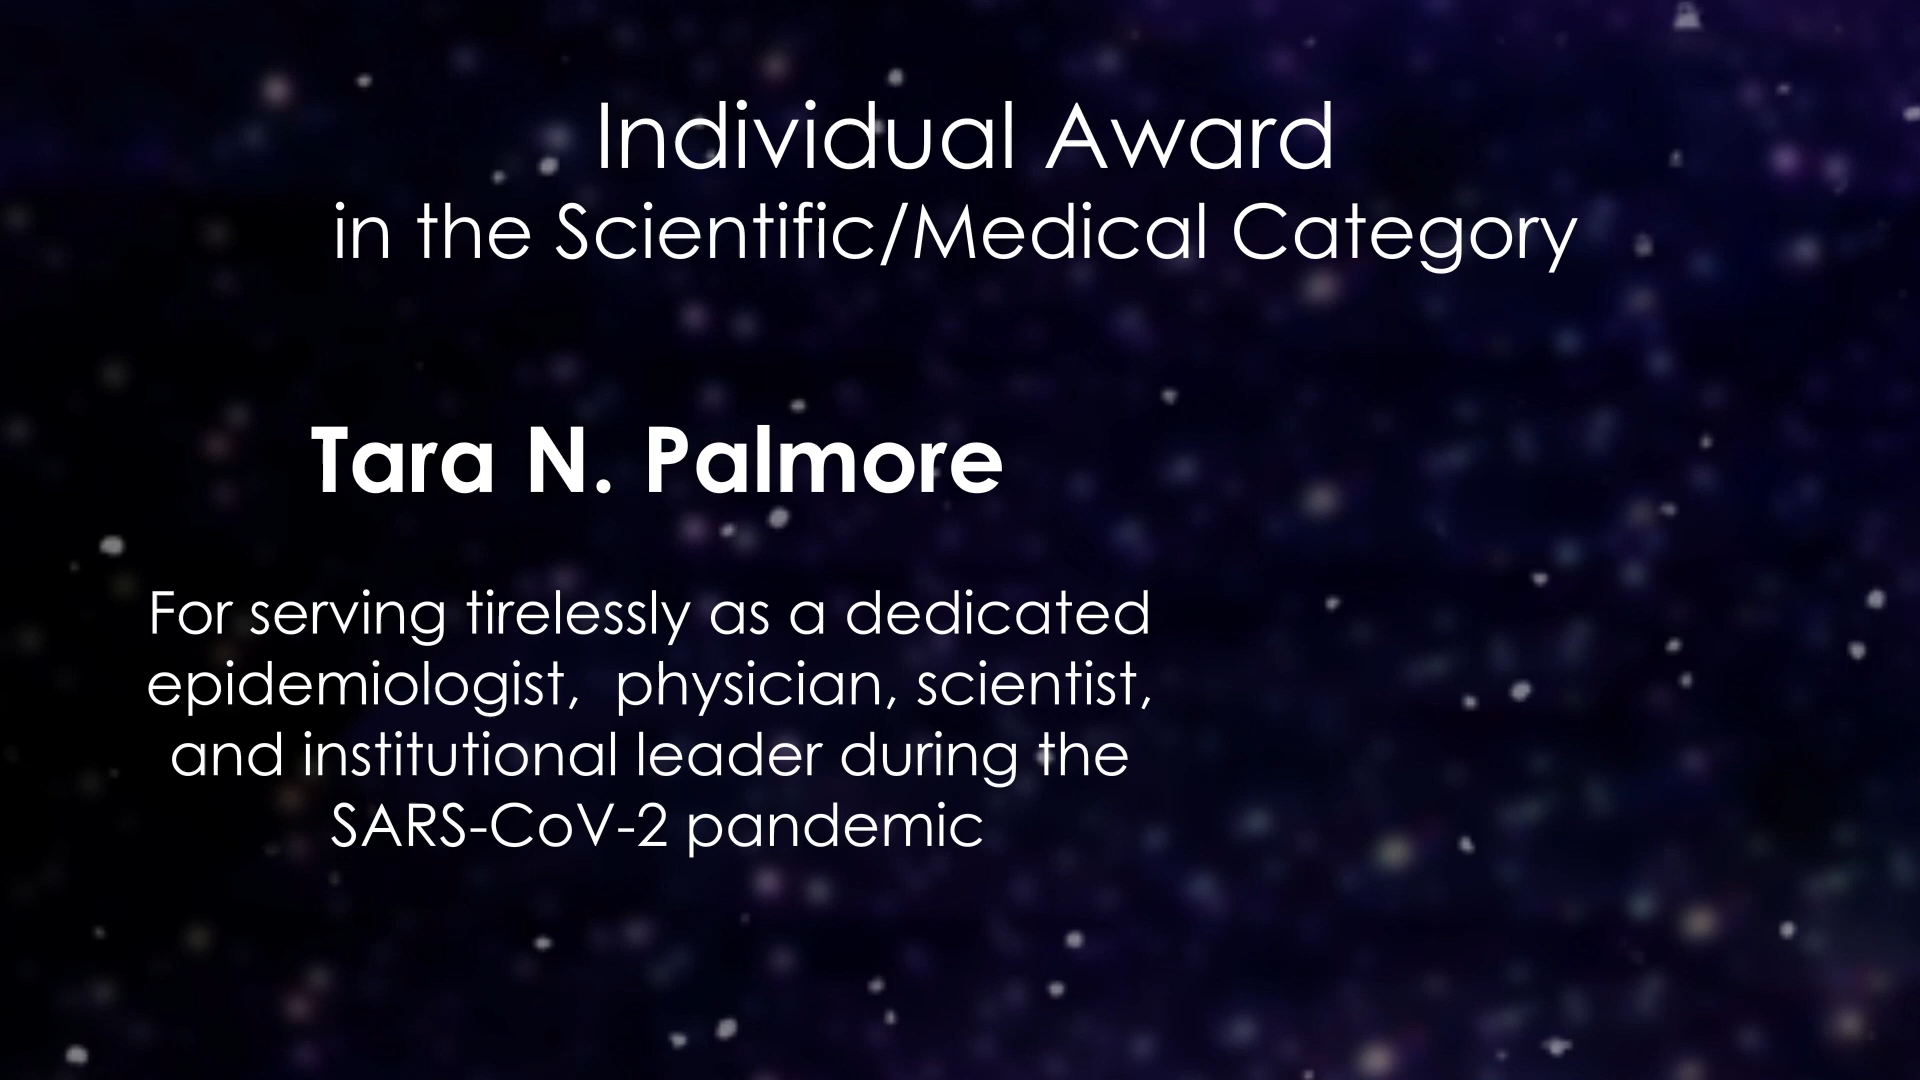 Individual Award
in the Scientific/Medical Category
Tara N. Palmore
For serving tirelessly as a dedicated
epidemiologist,  physician, scientist,
and institutional leader during the
SARS-CoV-2 pandemic